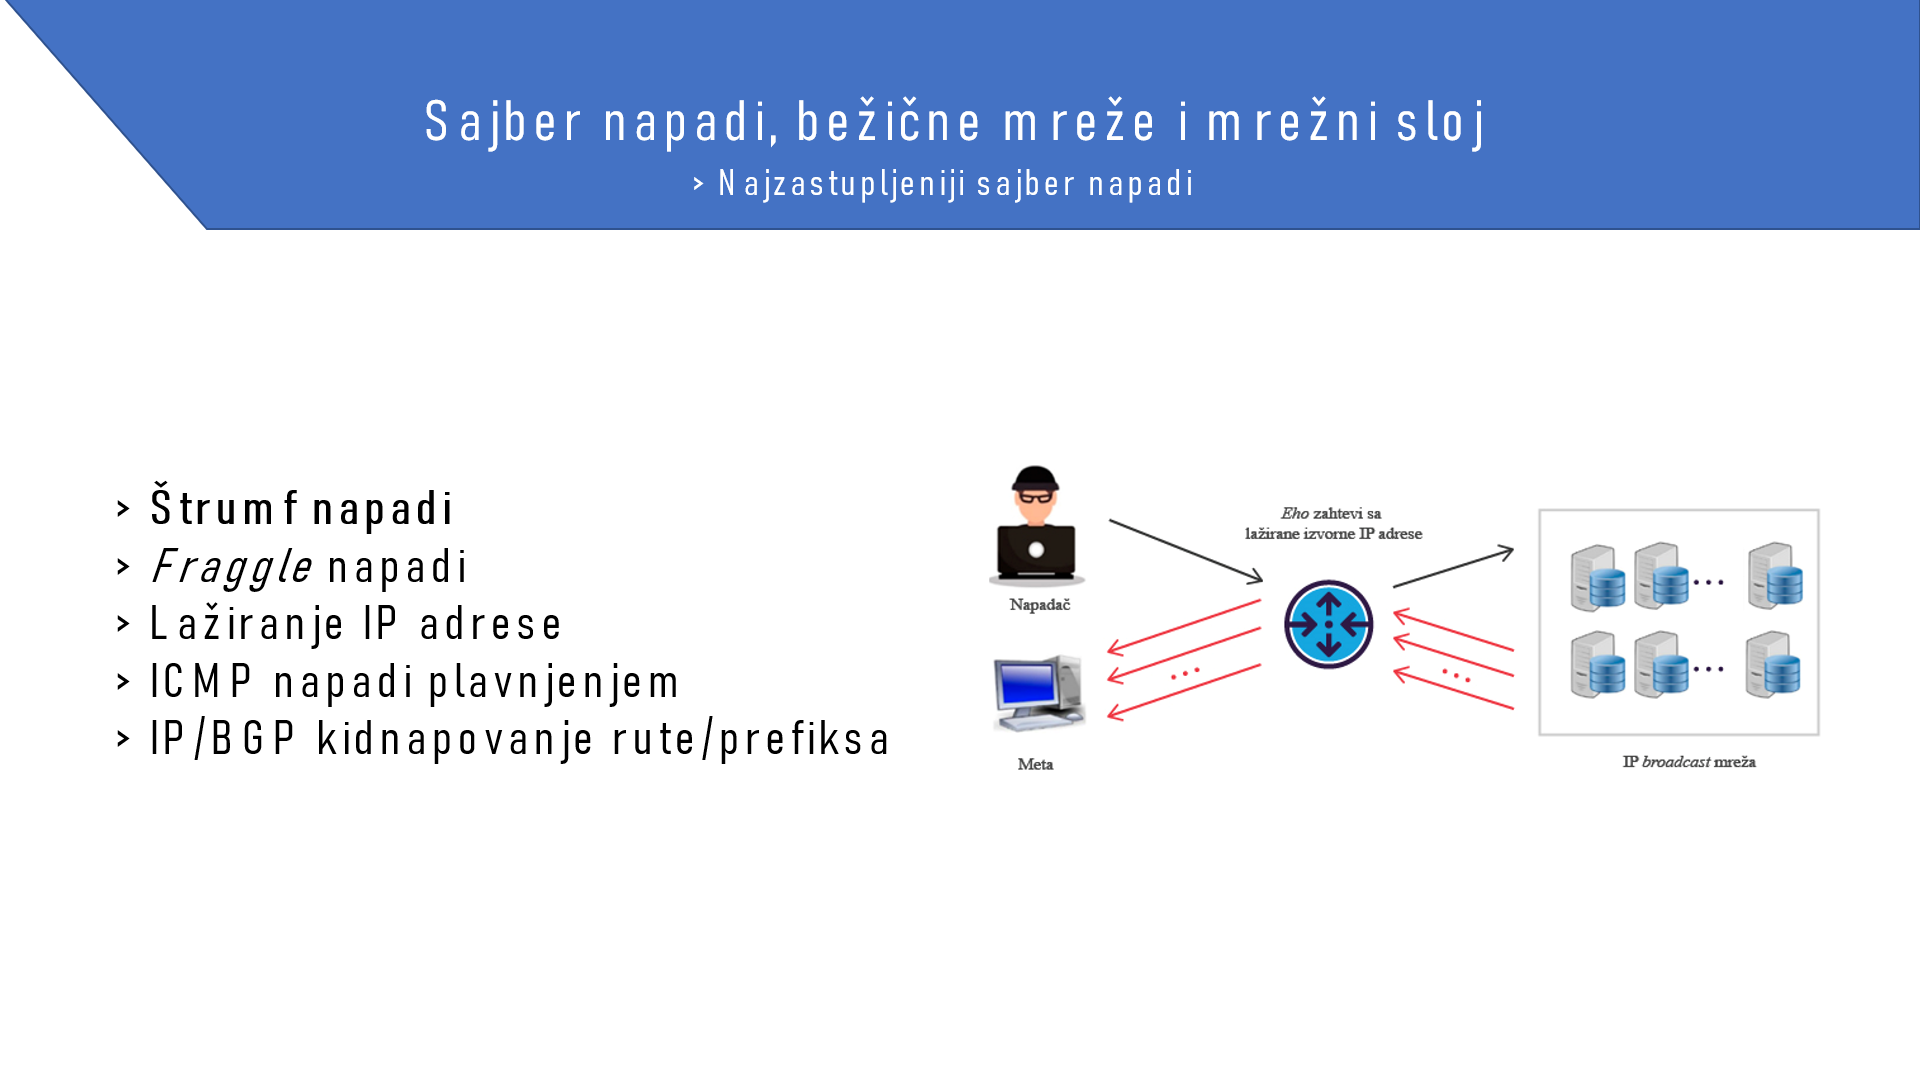 Sajber napadi, bežične mreže i mrežni sloj
> Najzastupljeniji sajber napadi
> Štrumf napadi
> Fraggle napadi
> Lažiranje IP adrese
> ICMP napadi plavnjenjem
> IP/BGP kidnapovanje rute/prefiksa
Eho zahtevi sa
lažirane izvorne IP adrese
Napadač
Meta
IP broadcast mreža